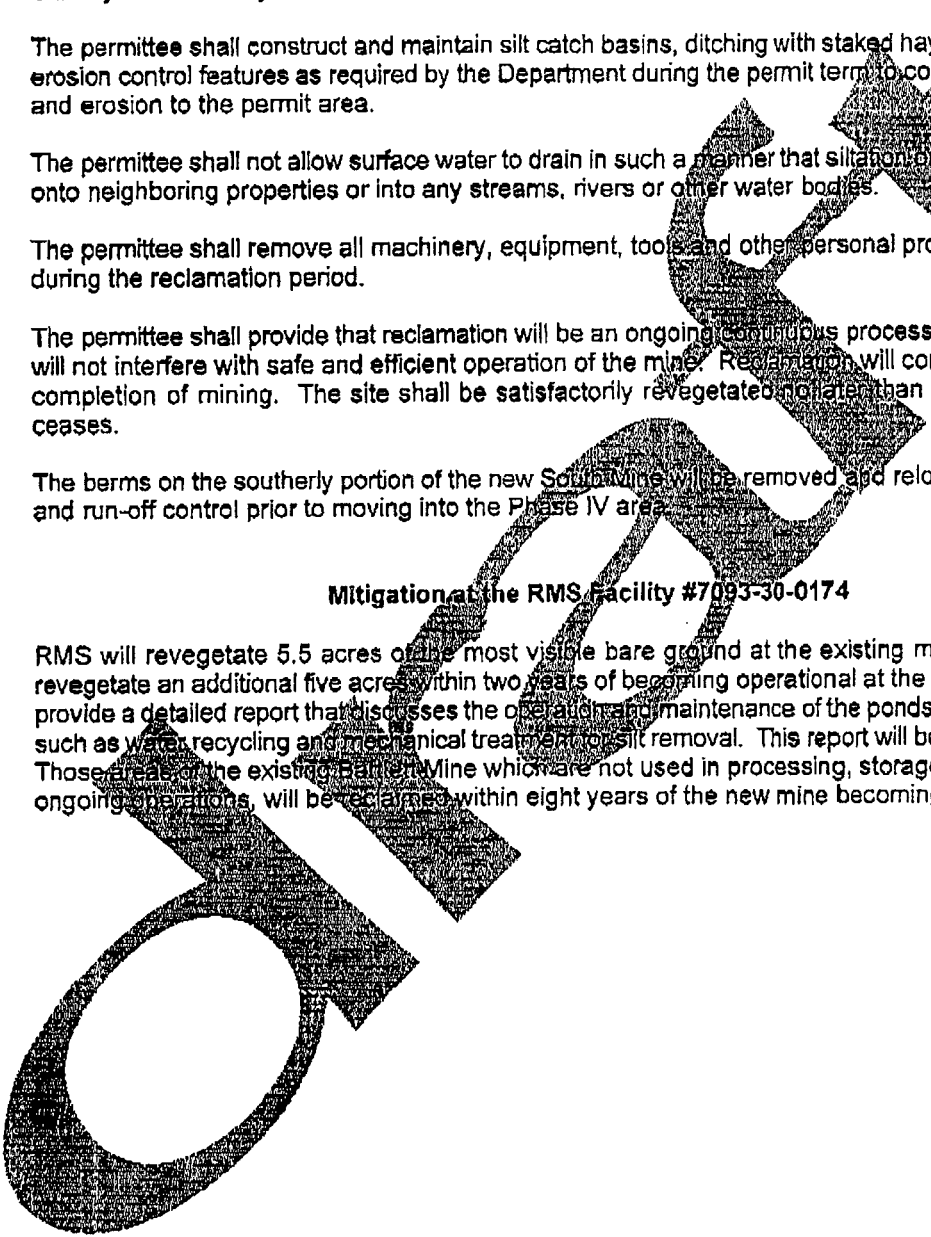 The permittee shall construct and maintain silt catch basins, ditching with staked hay
erosion control features as required by the Department during the permit term to co
and erosion to the permit area.
The permittee shall not allow surface water to drain in such a manner that siltation or
onto neighboring properties or into any streams, rivers or other water bodies.
The permittee shall remove all machinery, equipment, tools and other personal pro
during the reclamation period.
The permittee shall provide that reclamation will be an ongoing continuous process
will not interfere with safe and efficient operation of the mine. Reclamation will co
completion of mining. The site shall be satisfactorily revegetated no later than
ceases.
The berms on the southerly portion of the new South Mine will be removed and relo
and run-off control prior to moving into the Phase IV area.
Mitigation at the RMS Facility #7093-30-0174
RMS will revegetate 5.5 acres of the most visible bare ground at the existing m
revegetate an additional five acres within two years of becoming operational at the
provide a detailed report that discusses the operation and maintenance of the ponds
such as water recycling and mechanical treatment for silt removal. This report will be
Those areas of the existing Bartlett Mine which are not used in processing, storag
ongoing operations, will be reclaimed within eight years of the new mine becoming
draft